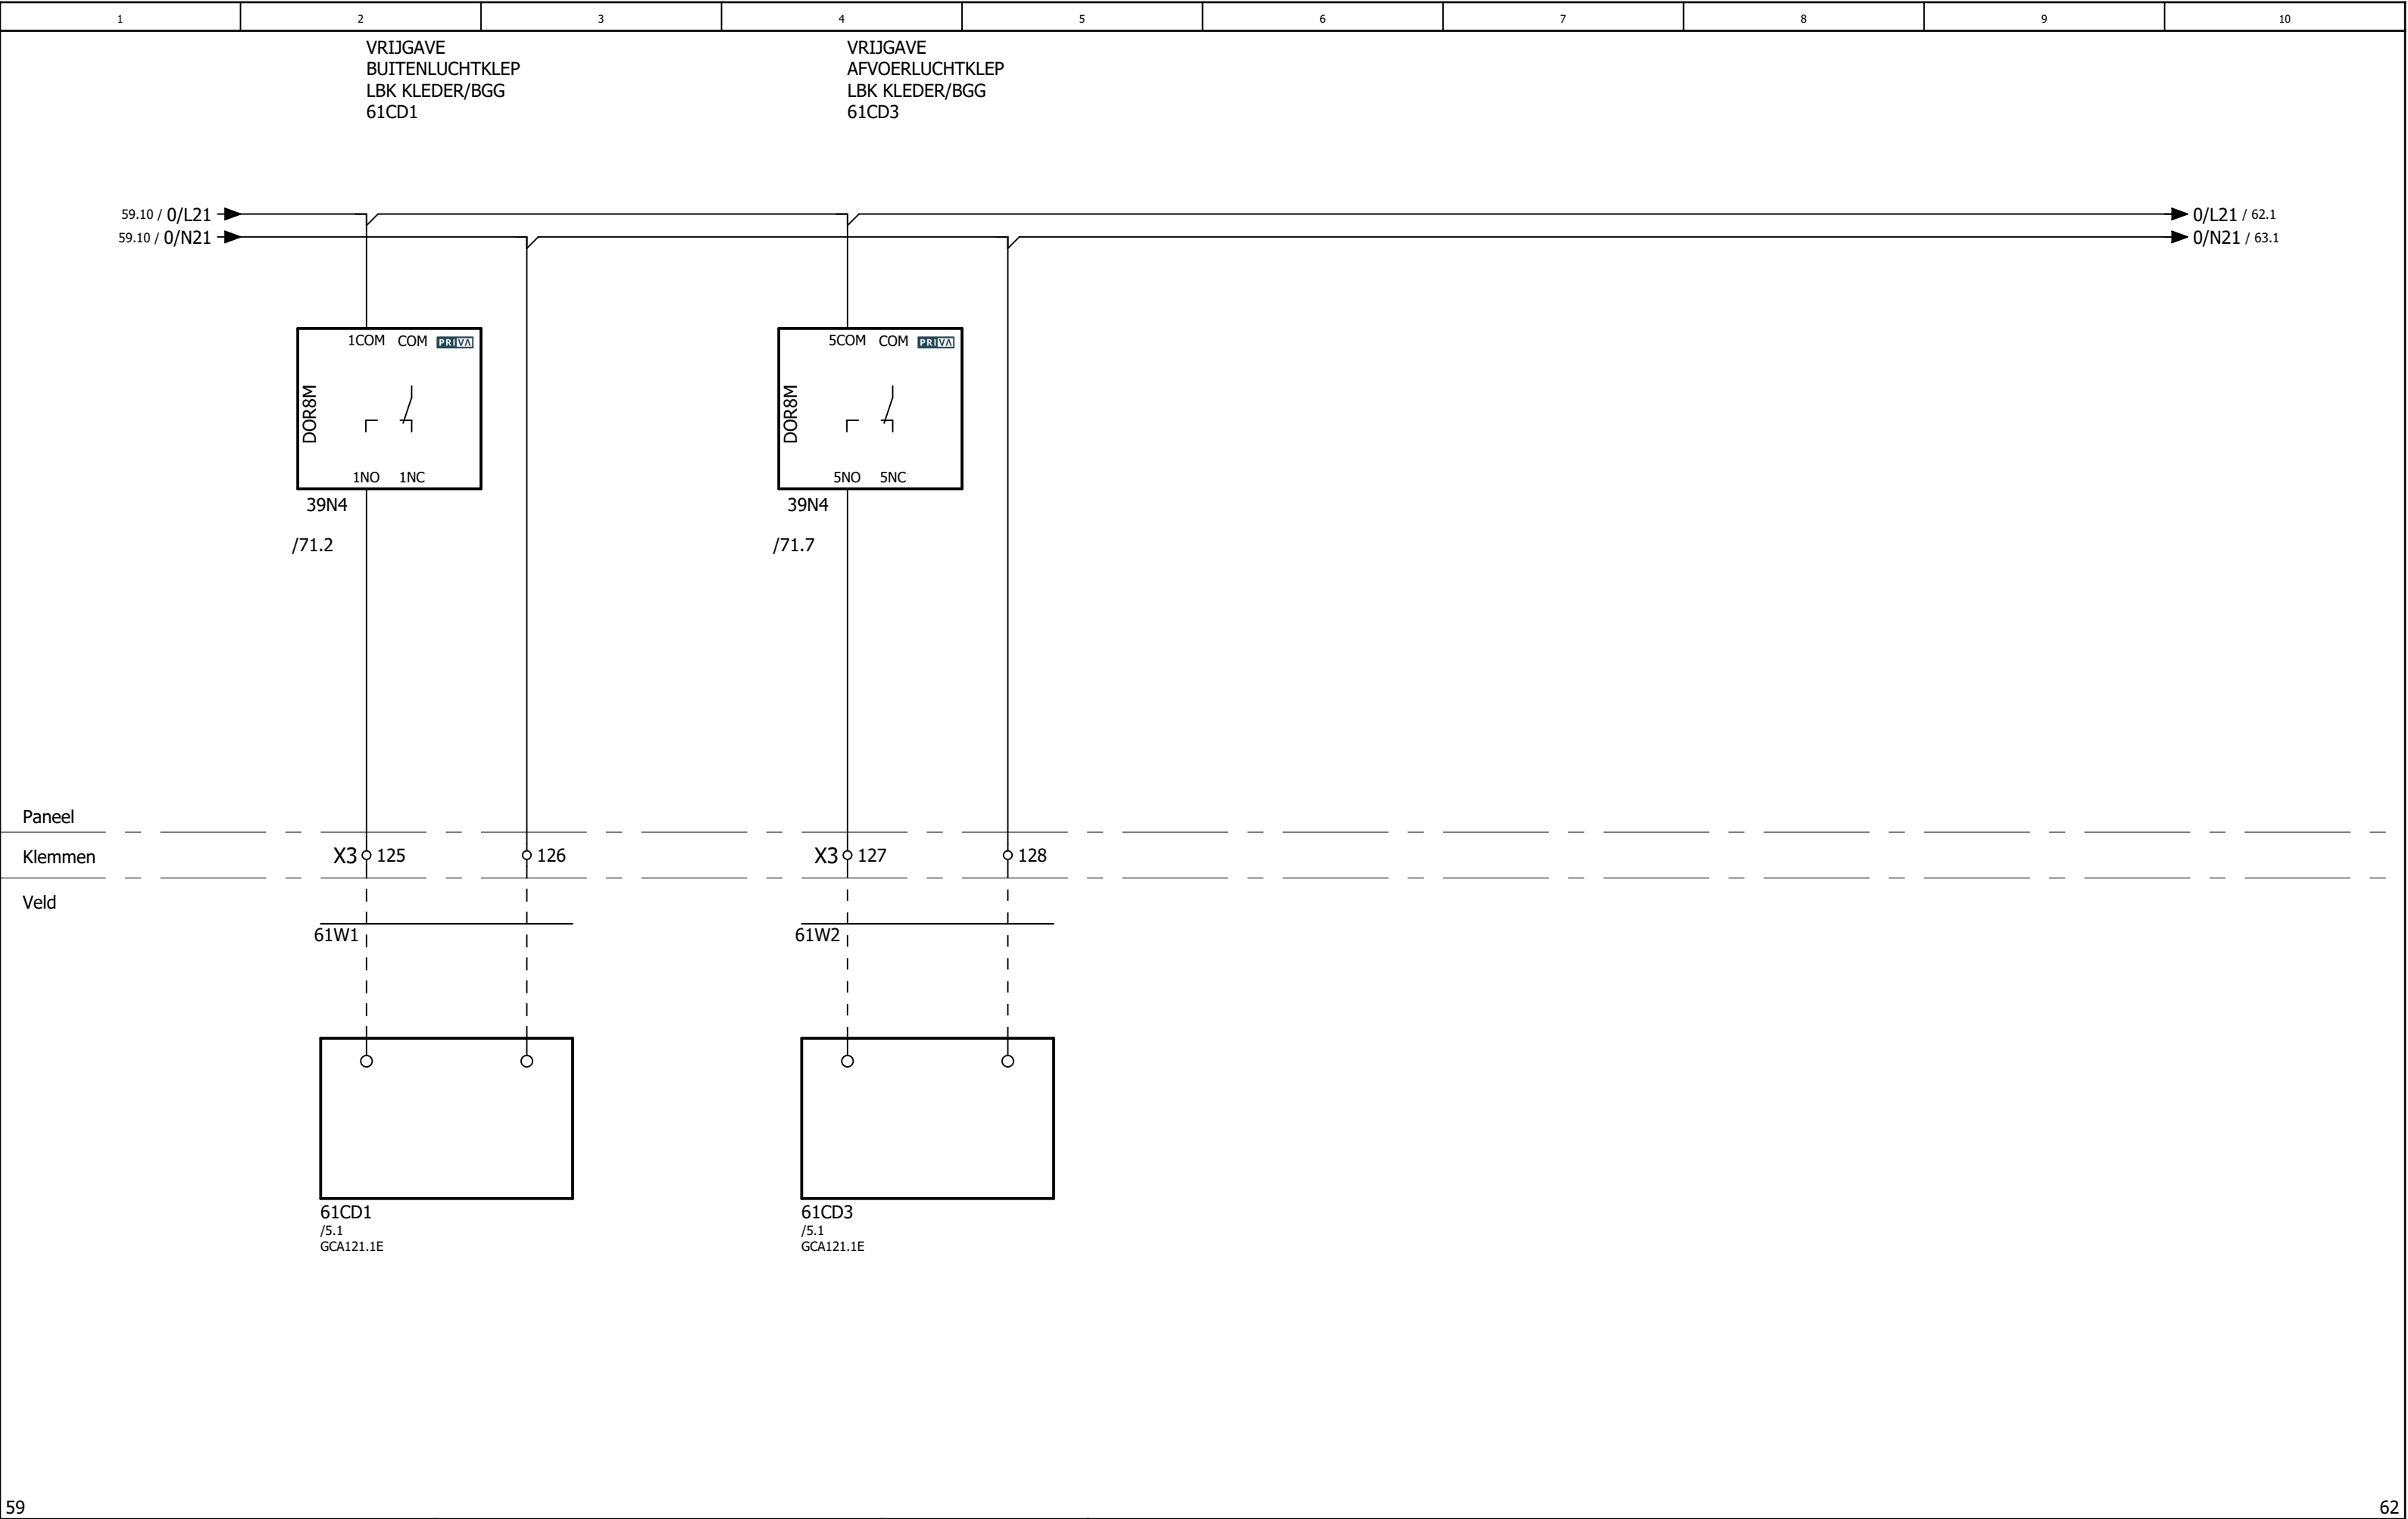 1 2 3 4 5 6 7 8 9 10
VRIJGAVE
BUITENLUCHTKLEP
LBK KLEDER/BGG
61CD1
VRIJGAVE
AFVOERLUCHTKLEP
LBK KLEDER/BGG
61CD3
59.10 / 0/L21
0/L21 / 62.1
59.10 / 0/N21
0/N21 / 63.1
1COM COM PRIVA
DOR8M
1NO 1NC
39N4
/71.2
5COM COM PRIVA
DOR8M
5NO 5NC
39N4
/71.7
Paneel
Klemmen
X3 125 126
X3 127 128
Veld
61W1
61W2
61CD1
/5.1
GCA121.1E
61CD3
/5.1
GCA121.1E
59
62